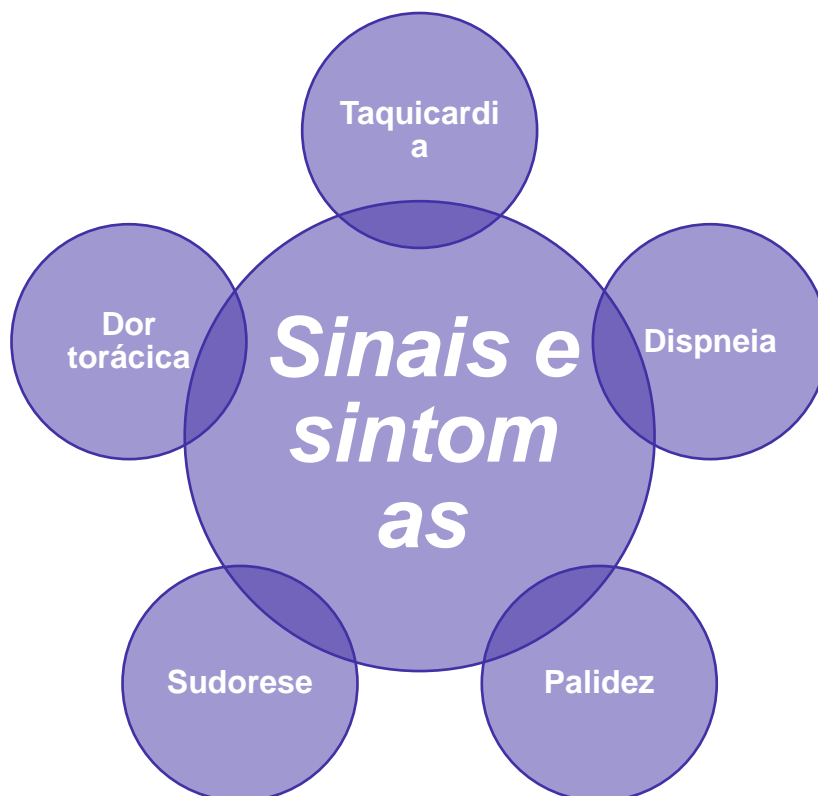 Taquicardi
a
Dor
torácica
Sinais e
sintom
as
Dispneia
Sudorese
Palidez